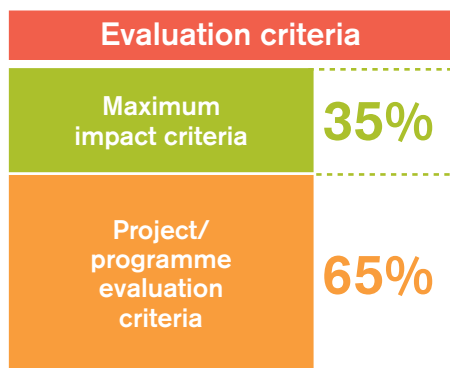 Evaluation criteria
Maximum
impact criteria
35%
Project/
programme
evaluation
criteria
65%